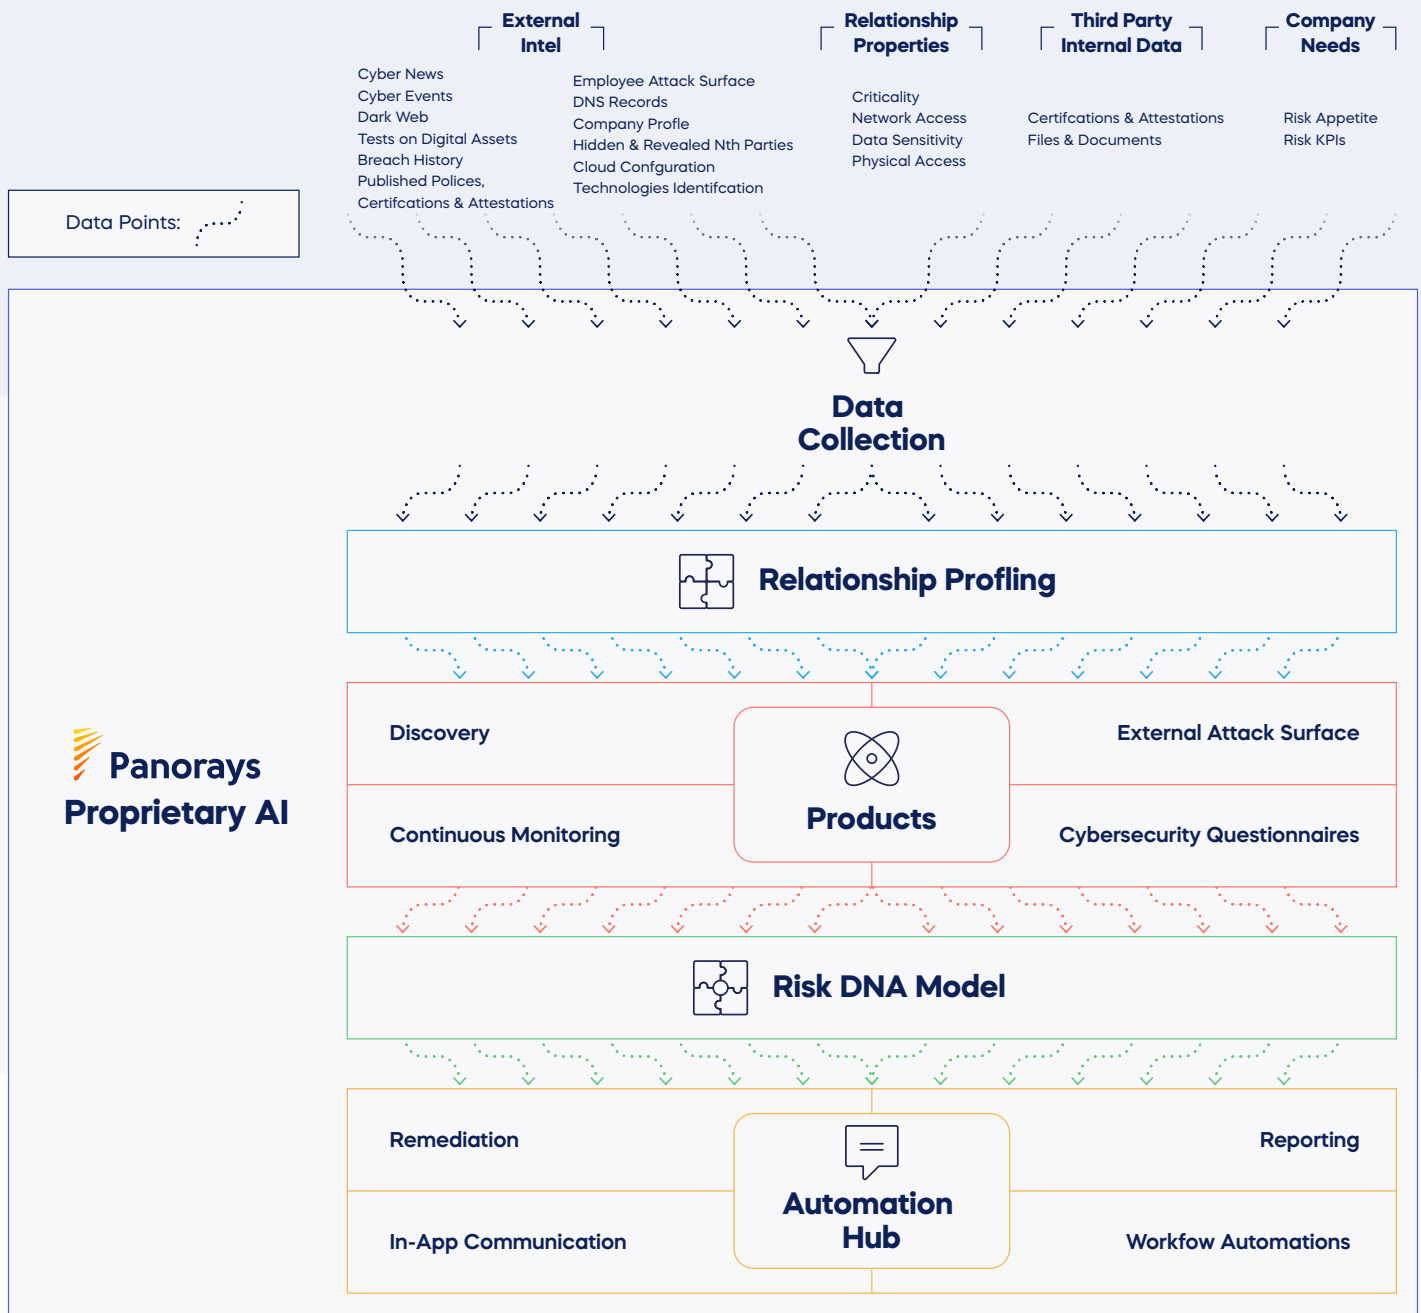 External
Intel
Relationship
Properties
Third Party
Internal Data
Company
Needs
Cyber News
Cyber Events
Dark Web
Tests on Digital Assets
Breach History
Published Polices,
Certifcations & Attestations
Employee Attack Surface
DNS Records
Company Profle
Hidden & Revealed Nth Parties
Cloud Confguration
Technologies Identifcation
Criticality
Network Access
Data Sensitivity
Physical Access
Certifcations & Attestations
Files & Documents
Risk Appetite
Risk KPIs
Data Points:
Data
Collection
Relationship Profling
Panorays
Proprietary AI
Discovery
External Attack Surface
Products
Continuous Monitoring
Cybersecurity Questionnaires
Risk DNA Model
Remediation
Reporting
Automation
Hub
In-App Communication
Workfow Automations